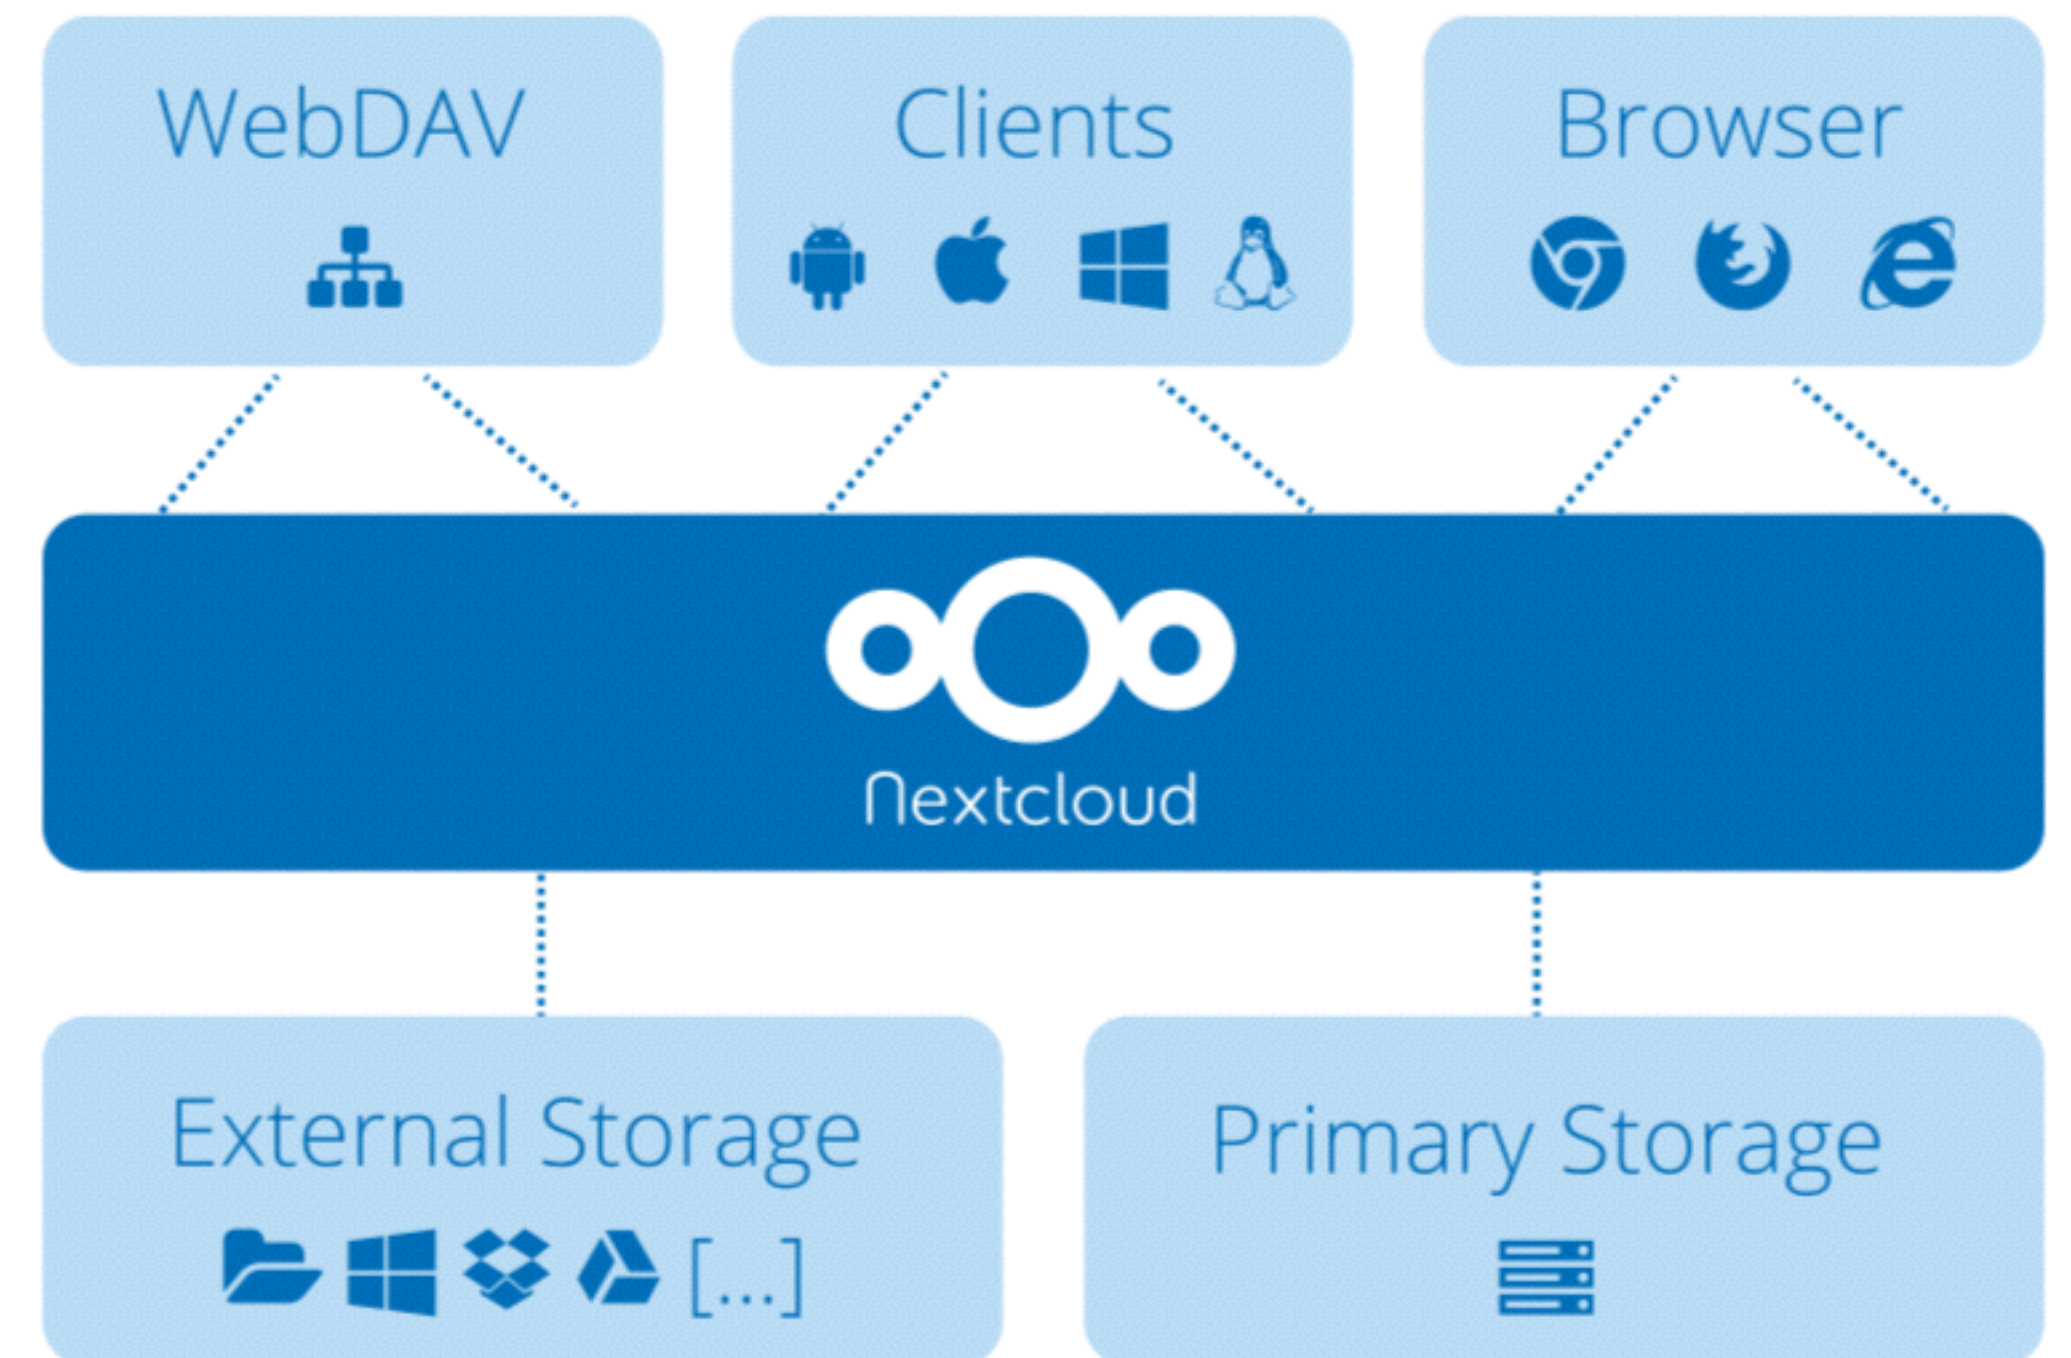 WebDAV
Clients
Browser
Nextcloud
External Storage
Primary Storage
[...]